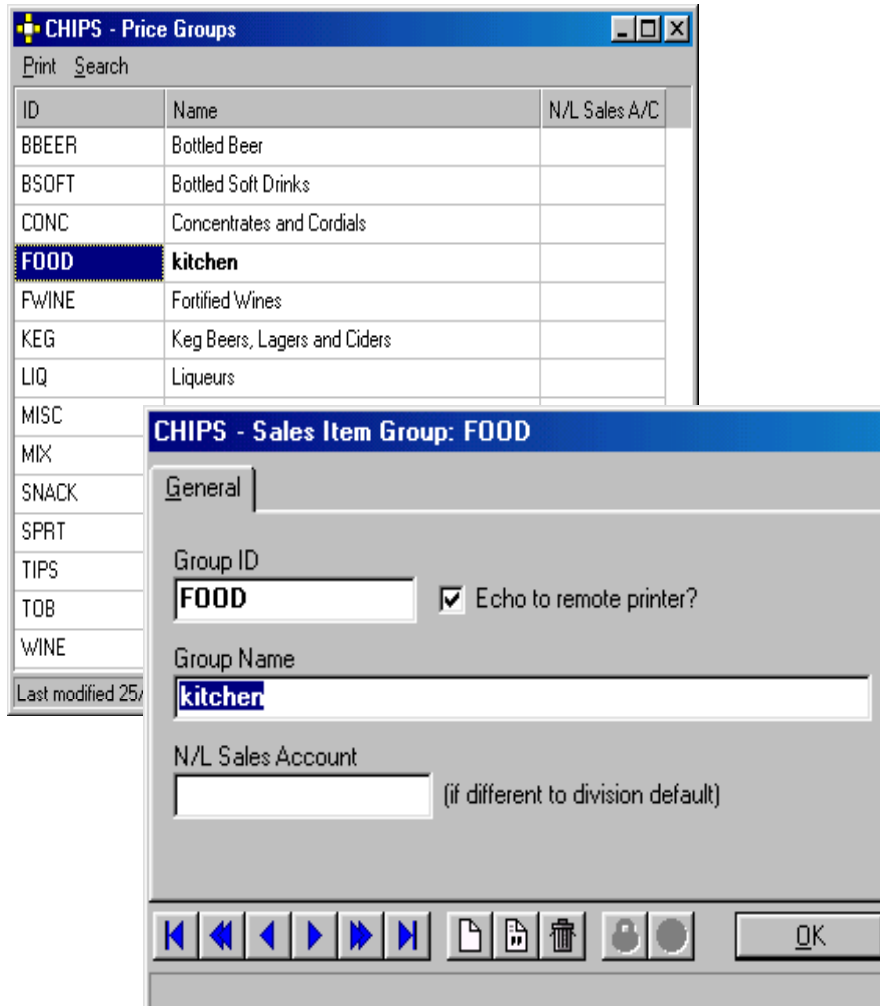 CHIPS - Price Groups
Print Search
ID Name N/L Sales A/C
BBEER Bottled Beer
BSOFT Bottled Soft Drinks
CONC Concentrates and Cordials
FOOD kitchen
FWINE Fortified Wines
KEG Keg Beers, Lagers and Ciders
LIQ Liqueurs
MISC
MIX
SNACK
SPRT
TIPS
TOB
WINE
Last modified 25/
CHIPS - Sales Item Group: FOOD
General
Group ID
FOOD Echo to remote printer?
Group Name
kitchen
N/L Sales Account
(if different to division default)
OK